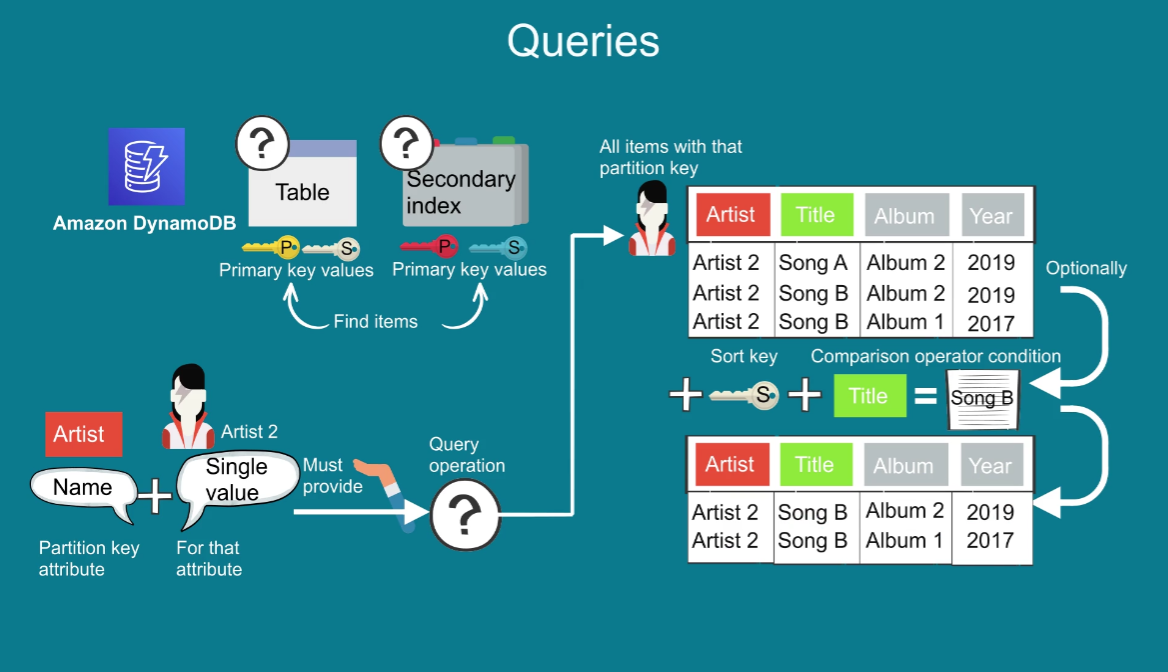 Queries
?
Table
?
Secondary
index
Amazon DynamoDB
P
S
P
S
Primary key values
Primary key values
Find items
Artist
Artist 2
Name
Single
value
Partition key
attribute
For that
attribute
Must
provide
Query
operation
?
All items with that
partition key
Artist Title Album Year
Artist 2 Song A Album 2 2019
Artist 2 Song B Album 2 2019
Artist 2 Song B Album 1 2017
Optionally
Sort key
Comparison operator condition
+ S + Title = Song B
Artist Title Album Year
Artist 2 Song B Album 2 2019
Artist 2 Song B Album 1 2017